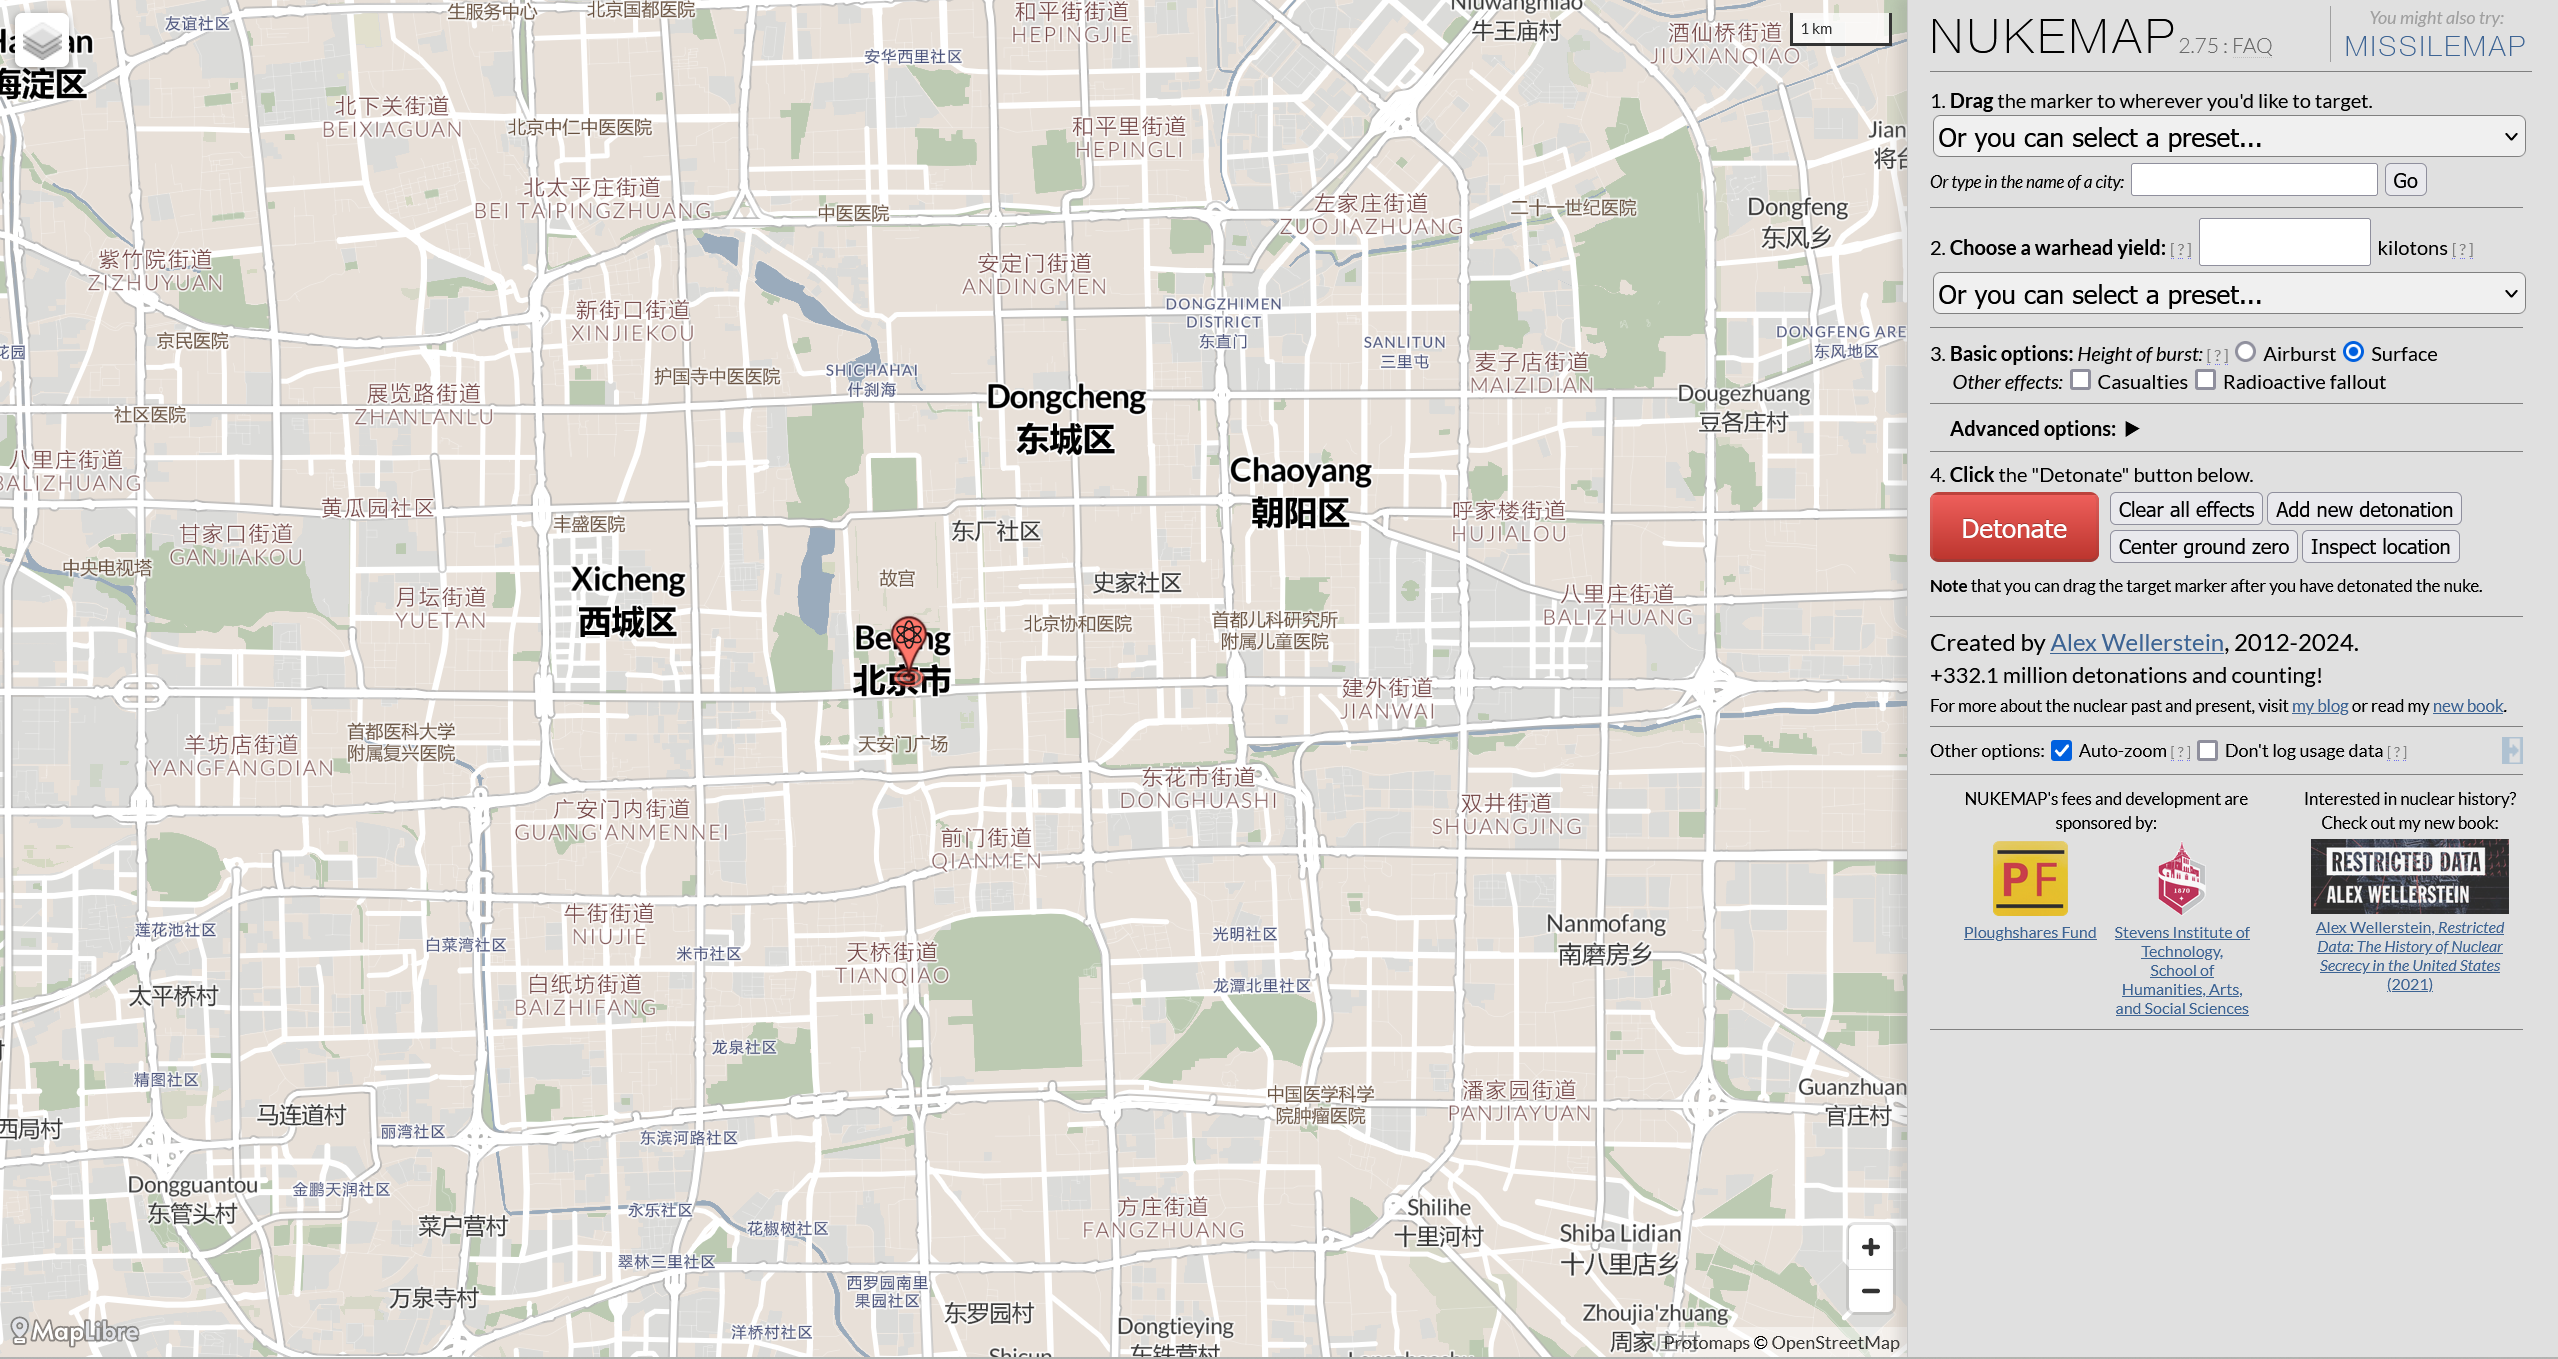 友谊社区
生服务中心
北京国都医院
和平街街道
HEPINGJIE
牛王庙村
酒仙桥街道
JIUXIANQIAO
1 km
海淀区
安华西里社区
北下关街道
BEIXIAGUAN
北京中仁中医医院
和平里街道
HEPINGLI
北太平庄街道
BEI TAIPINGZHUANG
中医医院
左家庄街道
ZUOJIAZHUANG
二十一世纪医院
Dongfeng
东风乡
紫竹院街道
ZIZHUYUAN
安定门街道
ANDINGMEN
新街口街道
XINJIEKOU
DONGZHIMEN
DISTRICT
东直门
SANLITUN
三里屯
DONGFENG ARE
东风地区
京民医院
花园
护国寺中医医院
SHICHAHAI
什刹海
麦子店街道
MAIZIDIAN
展览路街道
ZHANLANLU
社区医院
Dongcheng
东城区
Dougezhuang
豆各庄村
八里庄街道
BALIZHUANG
Chaoyang
朝阳区
黄瓜园社区
丰盛医院
东厂社区
呼家楼街道
HUJIALOU
甘家口街道
GANJIAKOU
中央电视塔
Xicheng
西城区
故宫
史家社区
月坛街道
YUETAN
北京协和医院
首都儿科研究所
附属儿童医院
八里庄街道
BALIZHUANG
北京市
建外街道
JIANWAI
首都医科大学
附属复兴医院
天安门广场
羊坊店街道
YANGFANGDIAN
东花市街道
DONGHUASHI
广安门内街道
GUANG'ANMENNEI
双井街道
SHUANGJING
前门街道
QIANMEN
莲花池社区
白菜湾社区
牛街街道
NIUJIE
米市社区
天桥街道
TIANQIAO
光明社区
Nanmofang
南磨房乡
太平桥村
白纸坊街道
BAIZHIFANG
龙潭北里社区
龙泉社区
精图社区
中国医学科学
院肿瘤医院
潘家园街道
PANJIAYUAN
Guanzhuan
官庄村
西局村
马连道村
丽湾社区
东滨河路社区
Dongguantou
东管头村
金鹏天润社区
菜户营村
永乐社区
花椒树社区
方庄街道
FANGZHUANG
Shilihe
十里河村
Shiba Lidian
十八里店乡
翠林三里社区
西罗园南里
果园社区
万泉寺村
东罗园村
洋桥村社区
Dongtieying
Zhoujia'zhuang
MapLibre
Protomaps © OpenStreetMap
NUKEMAP 2.75 : FAQ
You might also try:
MISSILEMAP
1. Drag the marker to wherever you'd like to target.
Or you can select a preset...
Or type in the name of a city:
Go
2. Choose a warhead yield: [?] kilotons [?]
Or you can select a preset...
3. Basic options: Height of burst: [?] Airburst Surface
Other effects: Casualties Radioactive fallout
Advanced options: ▶
4. Click the "Detonate" button below.
Detonate
Clear all effects
Add new detonation
Center ground zero
Inspect location
Note that you can drag the target marker after you have detonated the nuke.
Created by Alex Wellerstein, 2012-2024.
+332.1 million detonations and counting!
For more about the nuclear past and present, visit my blog or read my new book.
Other options: Auto-zoom [?] Don't log usage data [?]
NUKEMAP's fees and development are
sponsored by:
PF
Ploughshares Fund
1870
Stevens Institute of
Technology,
School of
Humanities, Arts,
and Social Sciences
Interested in nuclear history?
Check out my new book:
RESTRICTED DATA
ALEX WELLERSTEIN
Alex Wellerstein, Restricted
Data: The History of Nuclear
Secrecy in the United States
(2021)